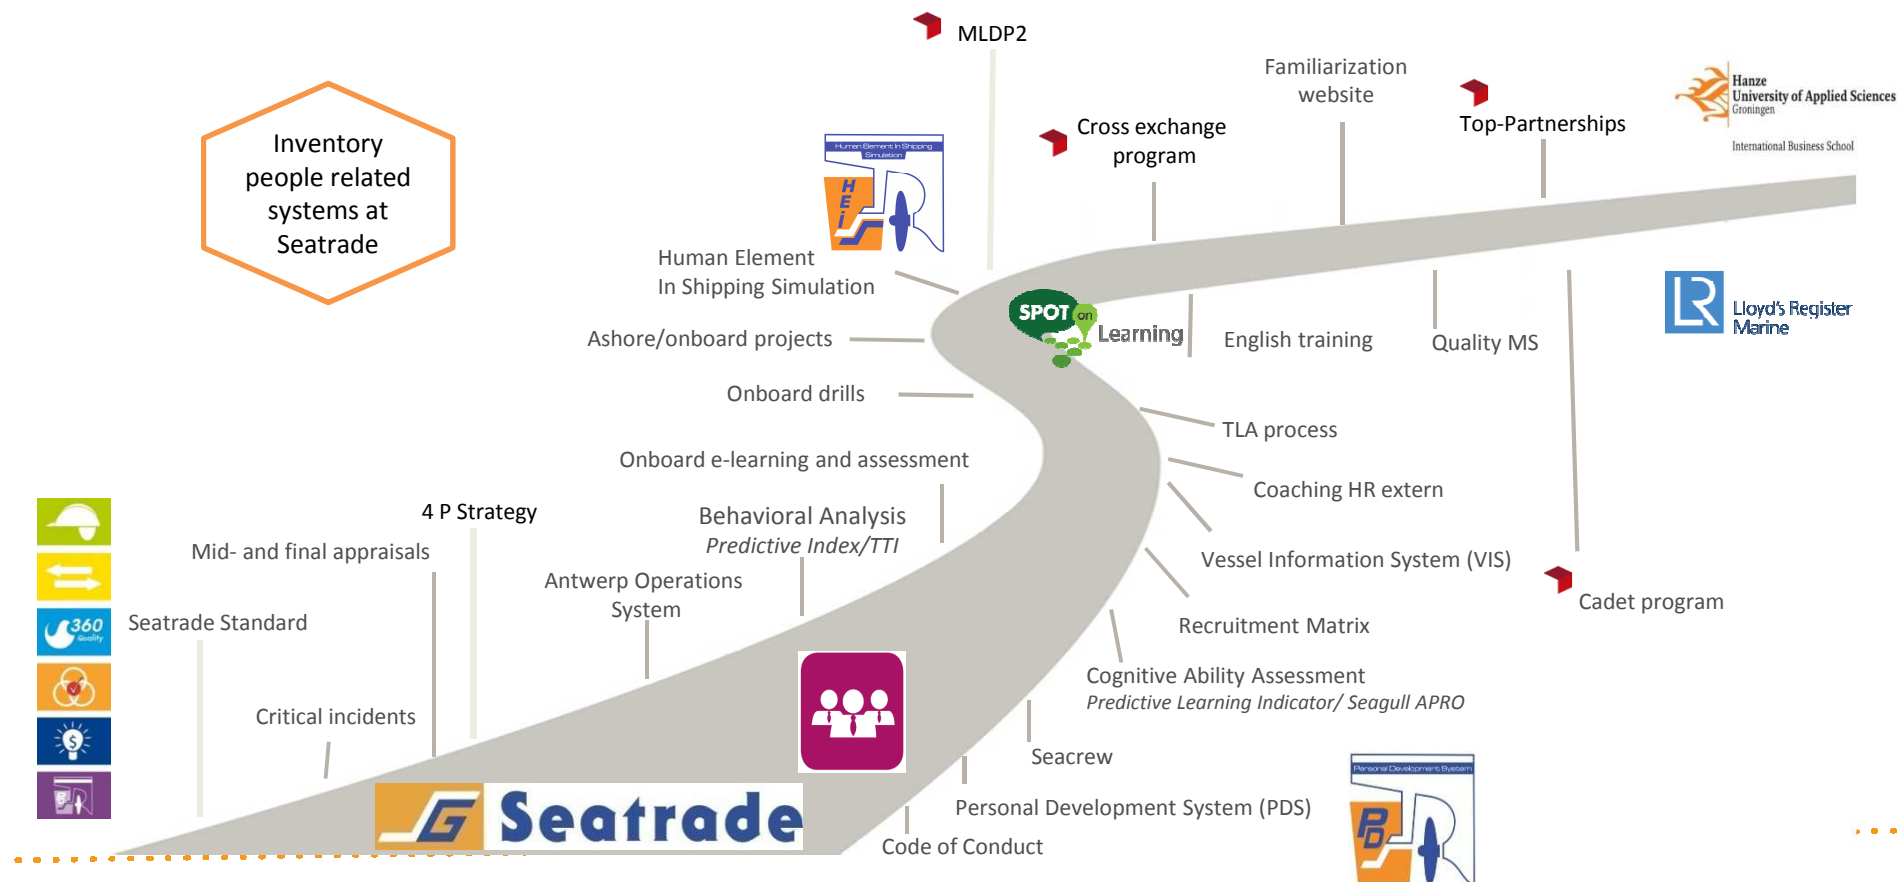 MLDP2
Familiarization
website
Hanze
University of Applied Sciences
Groningen
International Business School
Top-Partnerships
Cross exchange
program
Inventory
people related
systems at
Seatrade
Human Element In Shipping
Simulation
HEi
Human Element
In Shipping Simulation
SPOT on
Learning
LR
Lloyd's Register
Marine
Ashore/onboard projects
English training
Quality MS
Onboard drills
TLA process
Onboard e-learning and assessment
Coaching HR extern
4 P Strategy
Behavioral Analysis
Predictive Index/TTI
Mid- and final appraisals
Vessel Information System (VIS)
Antwerp Operations
System
Cadet program
Seatrade Standard
360
Quality
Recruitment Matrix
Cognitive Ability Assessment
Predictive Learning Indicator/ Seagull APRO
Critical incidents
Seacrew
Personal Development System
PD
Seatrade
Personal Development System (PDS)
Code of Conduct